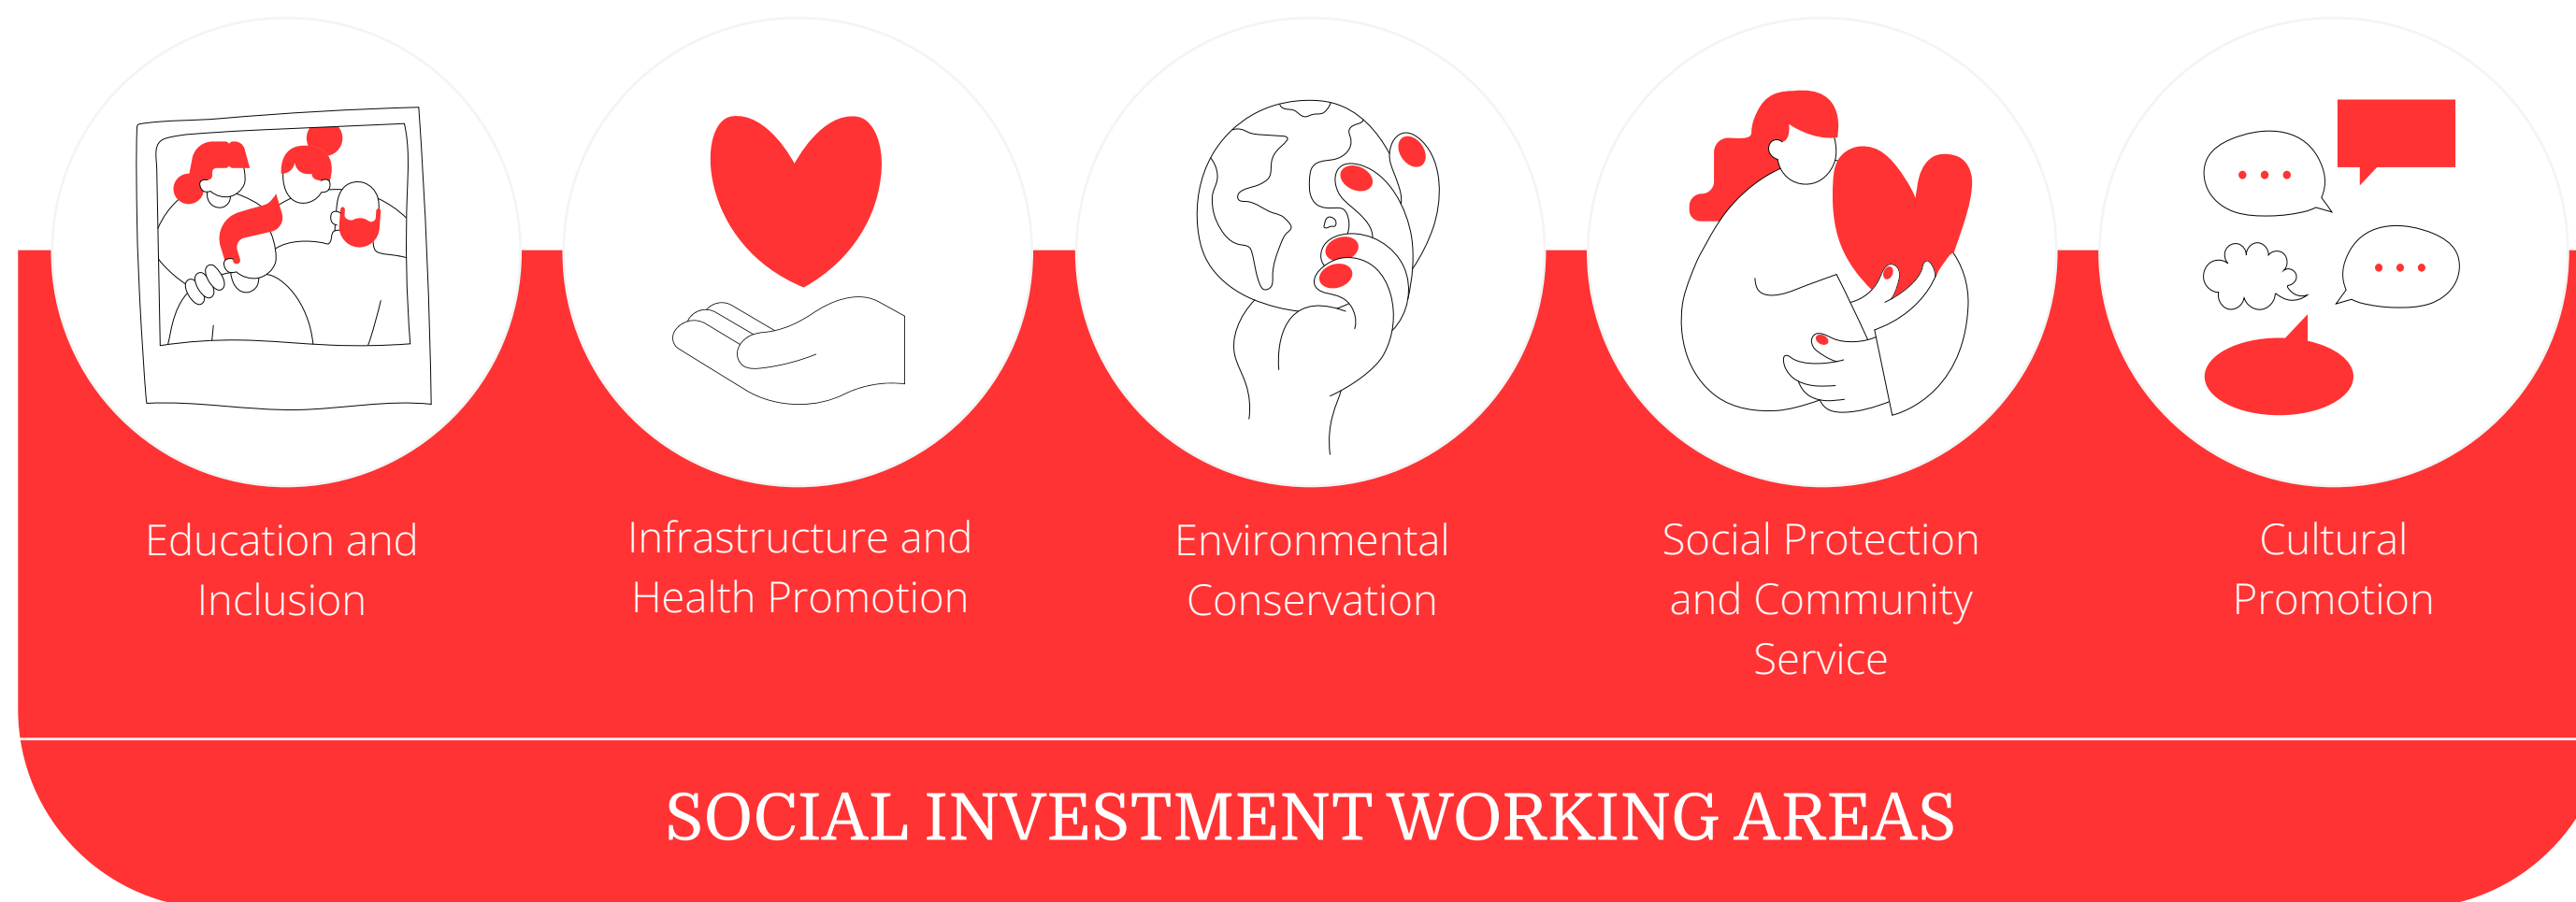 Education and
Inclusion
Infrastructure and
Health Promotion
Environmental
Conservation
Social Protection
and Community
Service
Cultural
Promotion
SOCIAL INVESTMENT WORKING AREAS